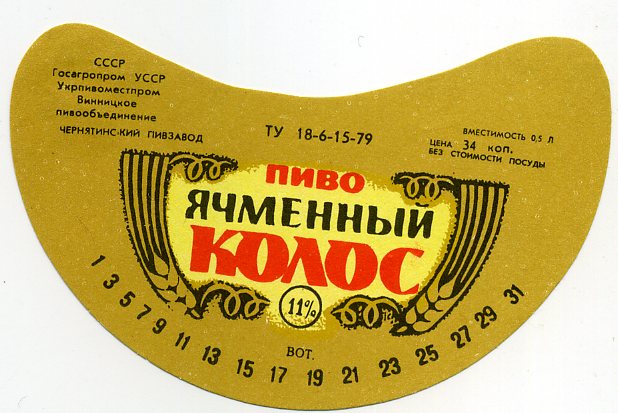 СССР
Госагропром УССР
Укрпивоместпром
Винницкое
пивообъединение
ЧЕРНЯТИНСКИЙ ПИВЗАВОД
ТУ 18-6-15-79
ВМЕСТИМОСТЬ 0,5 Л
ЦЕНА 34 КОП.
БЕЗ СТОИМОСТИ ПОСУДЫ
ПИВО
ЯЧМЕННЫЙ
КОЛОС
11%
ВОТ.
1 3 5 7 9 11 13 15 17 19 21 23 25 27 29 31